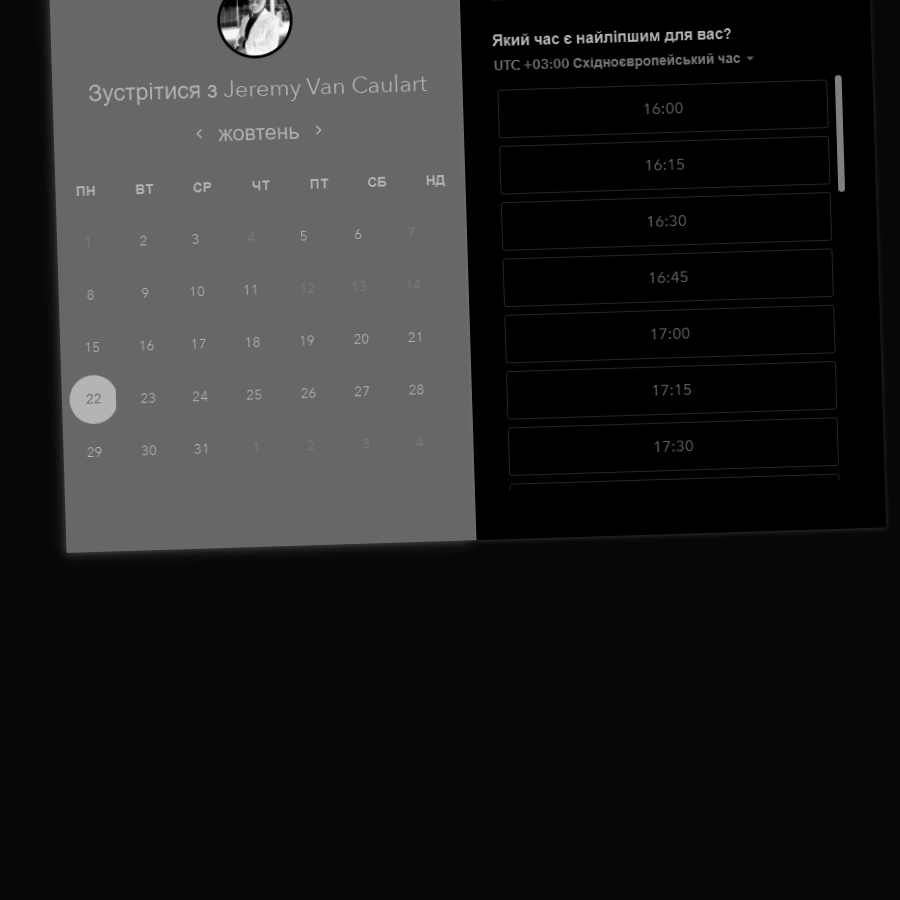 Зустрітися з Jeremy Van Caulart
‹ жовтень ›
ПН ВТ СР ЧТ ПТ СБ НД
1 2 3 4 5 6 7
8 9 10 11 12 13 14
15 16 17 18 19 20 21
22 23 24 25 26 27 28
29 30 31 1 2 3 4
Який час є найліпшим для вас?
UTC +03:00 Східноєвропейський час
16:00
16:15
16:30
16:45
17:00
17:15
17:30